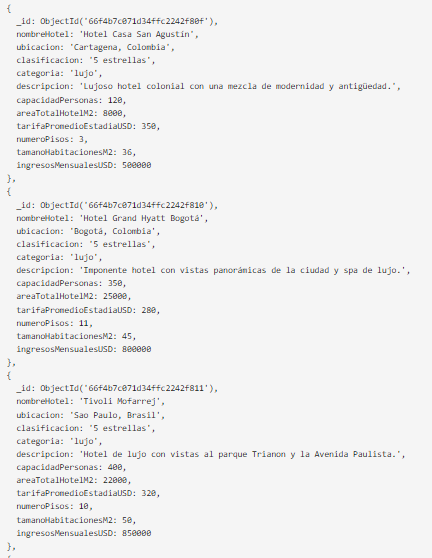 {
_id: ObjectId('66f4b7c071d34ffc2242f80f'),
nombreHotel: 'Hotel Casa San Agustín',
ubicacion: 'Cartagena, Colombia',
clasificacion: '5 estrellas',
categoria: 'lujo',
descripcion: 'Lujoso hotel colonial con una mezcla de modernidad y antigüedad.',
capacidadPersonas: 120,
areaTotalHotelM2: 8000,
tarifaPromedioEstadiaUSD: 350,
numeroPisos: 3,
tamanoHabitacionesM2: 36,
ingresosMensualesUSD: 500000
},
{
_id: ObjectId('66f4b7c071d34ffc2242f810'),
nombreHotel: 'Hotel Grand Hyatt Bogotá',
ubicacion: 'Bogotá, Colombia',
clasificacion: '5 estrellas',
categoria: 'lujo',
descripcion: 'Imponente hotel con vistas panorámicas de la ciudad y spa de lujo.',
capacidadPersonas: 350,
areaTotalHotelM2: 25000,
tarifaPromedioEstadiaUSD: 280,
numeroPisos: 11,
tamanoHabitacionesM2: 45,
ingresosMensualesUSD: 800000
},
{
_id: ObjectId('66f4b7c071d34ffc2242f811'),
nombreHotel: 'Tivoli Mofarrej',
ubicacion: 'Sao Paulo, Brasil',
clasificacion: '5 estrellas',
categoria: 'lujo',
descripcion: 'Hotel de lujo con vistas al parque Trianon y la Avenida Paulista.',
capacidadPersonas: 400,
areaTotalHotelM2: 22000,
tarifaPromedioEstadiaUSD: 320,
numeroPisos: 10,
tamanoHabitacionesM2: 50,
ingresosMensualesUSD: 850000
},